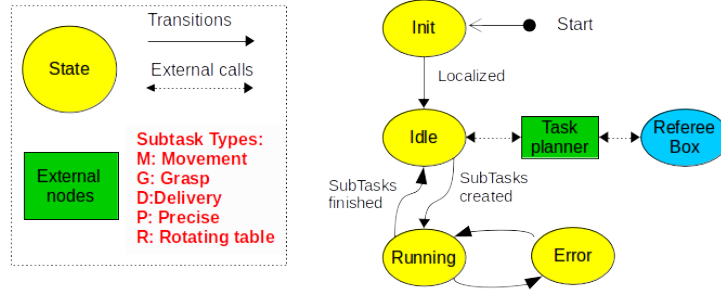 State
Transitions
External calls
External
nodes
Subtask Types:
M: Movement
G: Grasp
D:Delivery
P: Precise
R: Rotating table
Init
Start
Localized
Idle
Task
planner
Referee
Box
SubTasks
finished
SubTasks
created
Running
Error